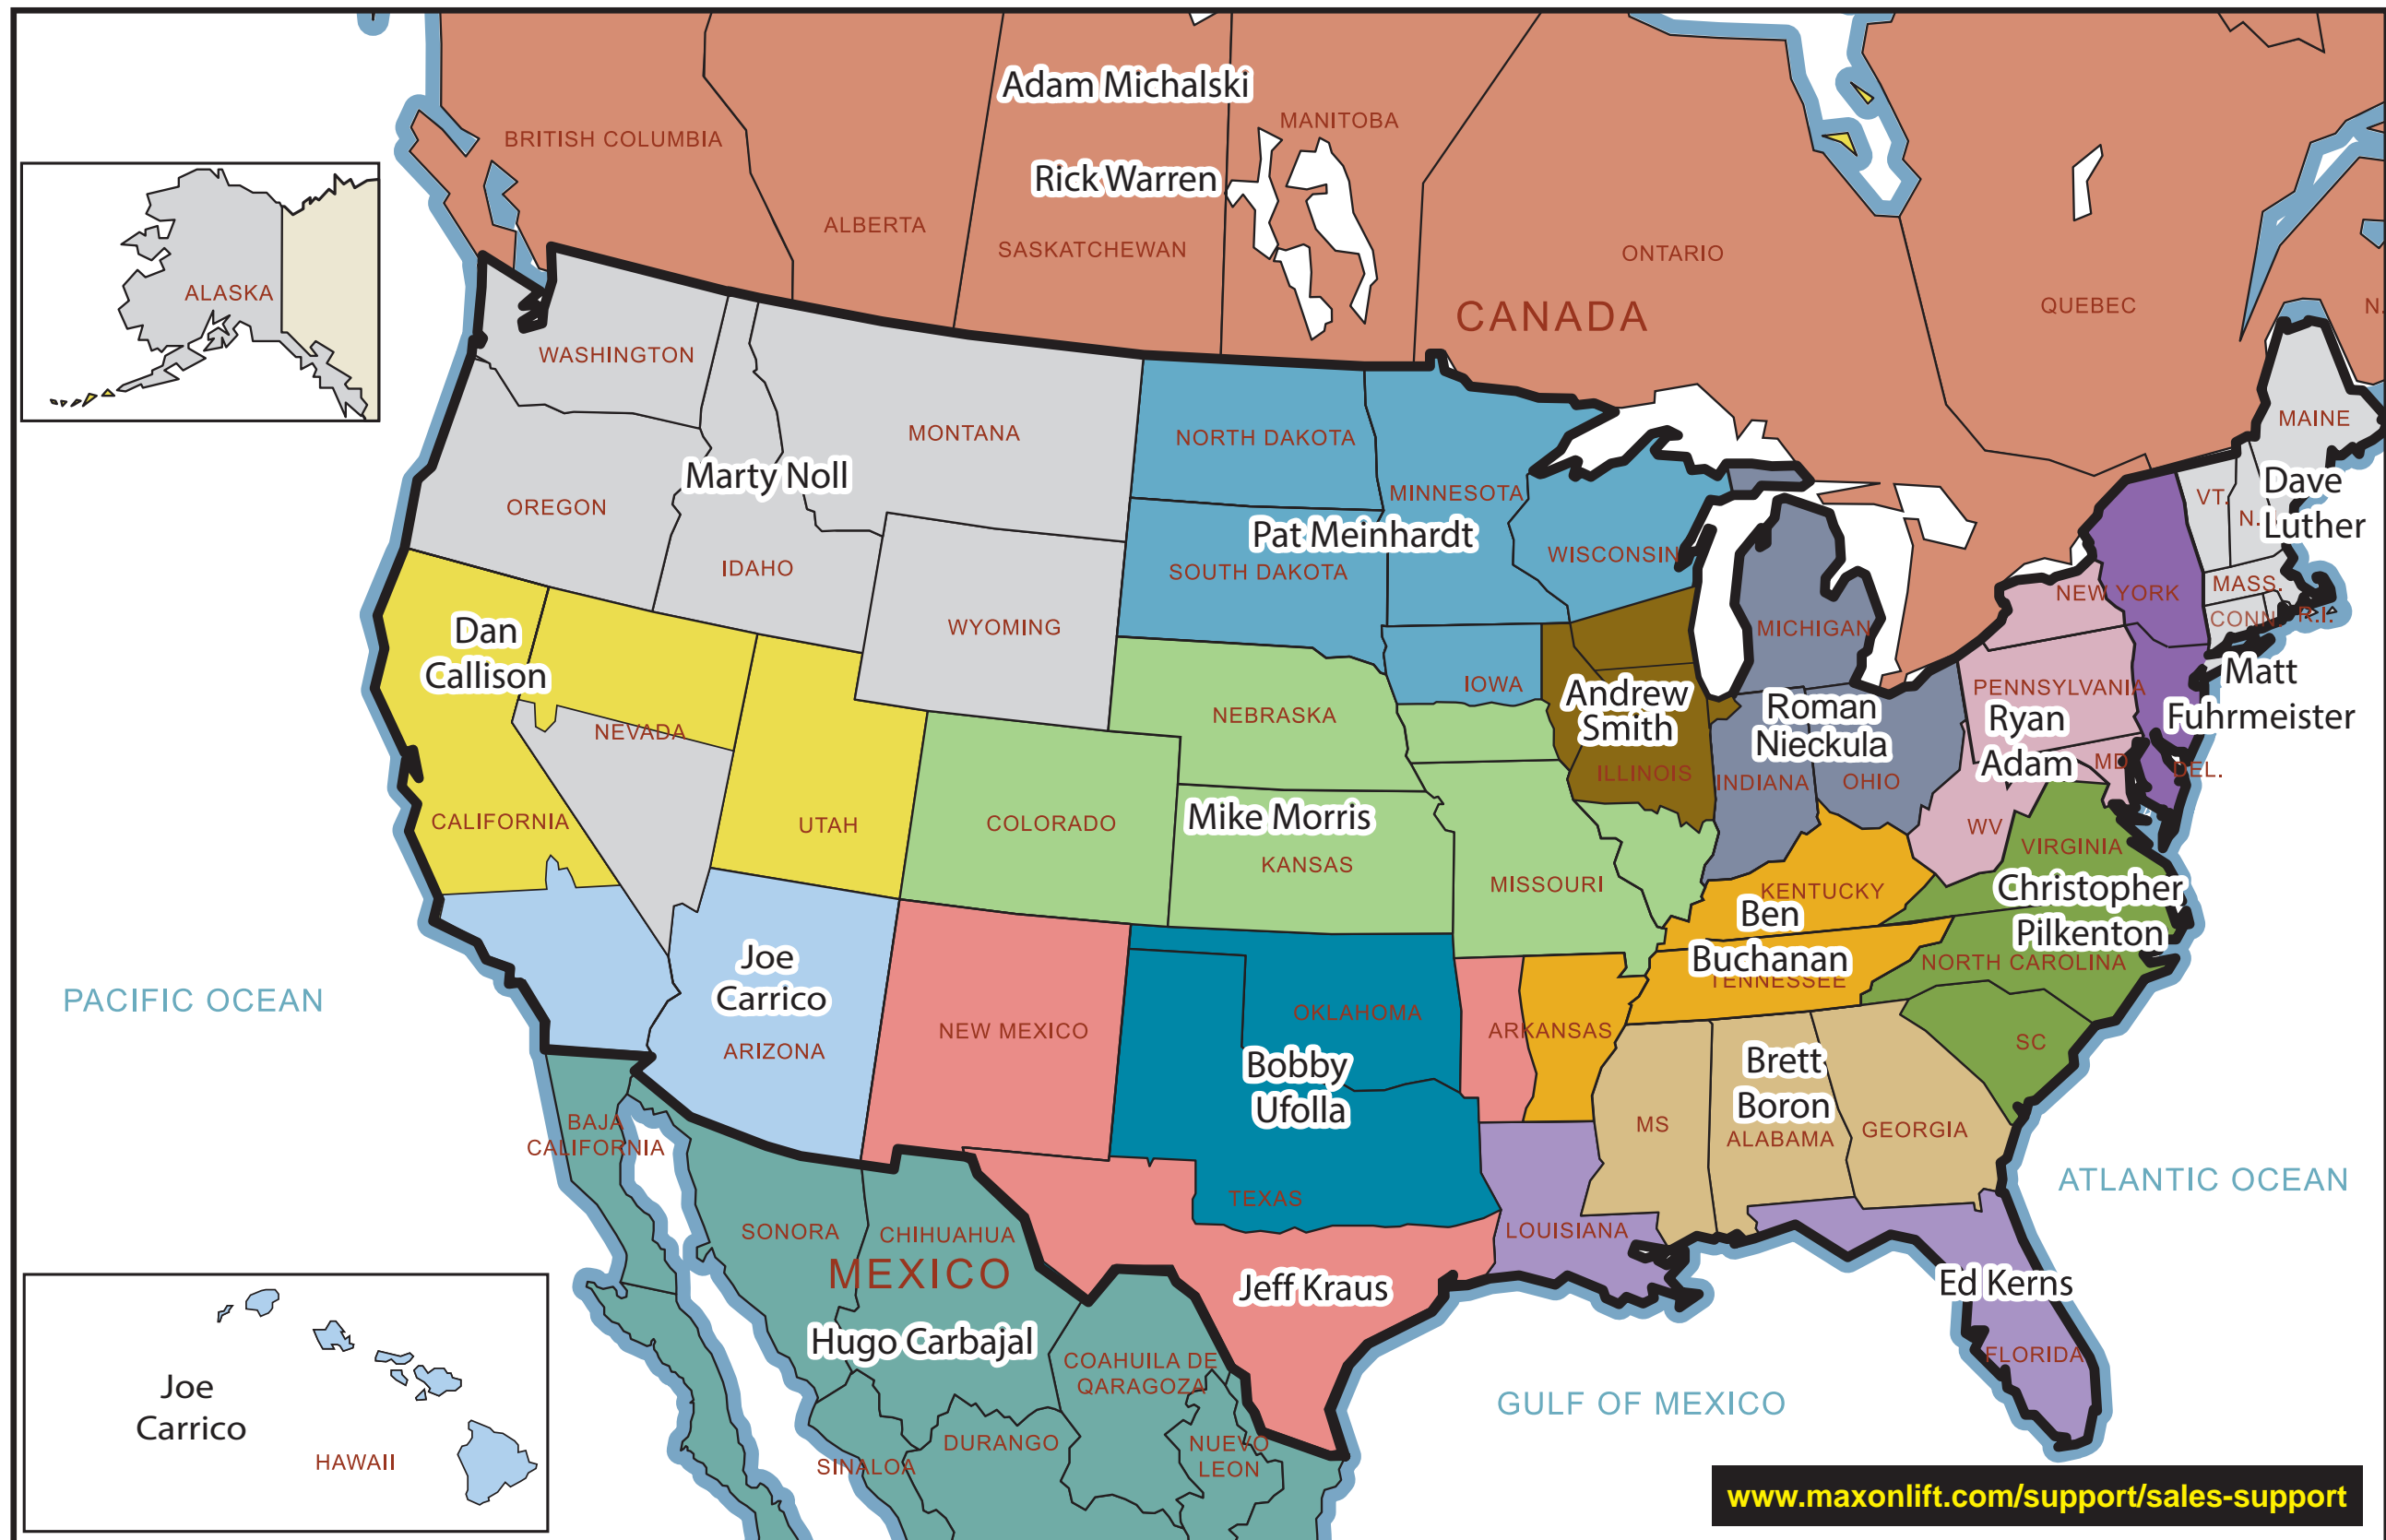 Adam Michalski
MANITOBA
BRITISH COLUMBIA
Rick Warren
ALBERTA
SASKATCHEWAN
ONTARIO
CANADA
QUEBEC
N.
ALASKA
WASHINGTON
MONTANA
NORTH DAKOTA
MAINE
Marty Noll
OREGON
MINNESOTA
VT.
N.
Dave
Luther
Pat Meinhardt
WISCONSIN
IDAHO
SOUTH DAKOTA
WYOMING
MICHIGAN
NEW YORK
MASS.
CONN.
R.I.
Dan
Callison
IOWA
Andrew
Smith
Roman
Nieckula
PENNSYLVANIA
Ryan
Adam
Matt
Fuhrmeister
NEVADA
NEBRASKA
ILLINOIS
INDIANA
OHIO
MD
DEL.
CALIFORNIA
UTAH
COLORADO
Mike Morris
KANSAS
MISSOURI
WV
VIRGINIA
KENTUCKY
Christopher
Pilkenton
Ben
Buchanan
TENNESSEE
NORTH CAROLINA
Joe
Carrico
PACIFIC OCEAN
ARIZONA
NEW MEXICO
OKLAHOMA
ARKANSAS
SC
Bobby
Ufolla
Brett
Boron
MS
ALABAMA
GEORGIA
BAJA
CALIFORNIA
TEXAS
ATLANTIC OCEAN
SONORA
CHIHUAHUA
LOUISIANA
MEXICO
Jeff Kraus
Ed Kerns
Hugo Carbajal
COAHUILA DE
QARAGOZA
FLORIDA
Joe
Carrico
HAWAII
GULF OF MEXICO
DURANGO
NUEVO
LEON
SINALOA
www.maxonlift.com/support/sales-support